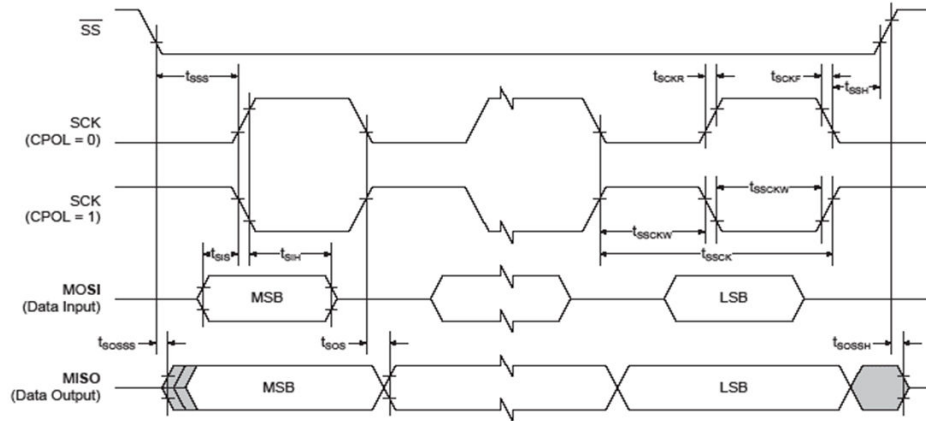 SS
tSSS
tSCKR
tSCKF
tSSH
SCK
(CPOL = 0)
SCK
(CPOL = 1)
tSSCKW
tSSCKW
tSSCK
tSIS
tSIH
MOSI
(Data Input)
MSB
LSB
tSOSSS
tSOS
tSOSSH
MISO
(Data Output)
MSB
LSB